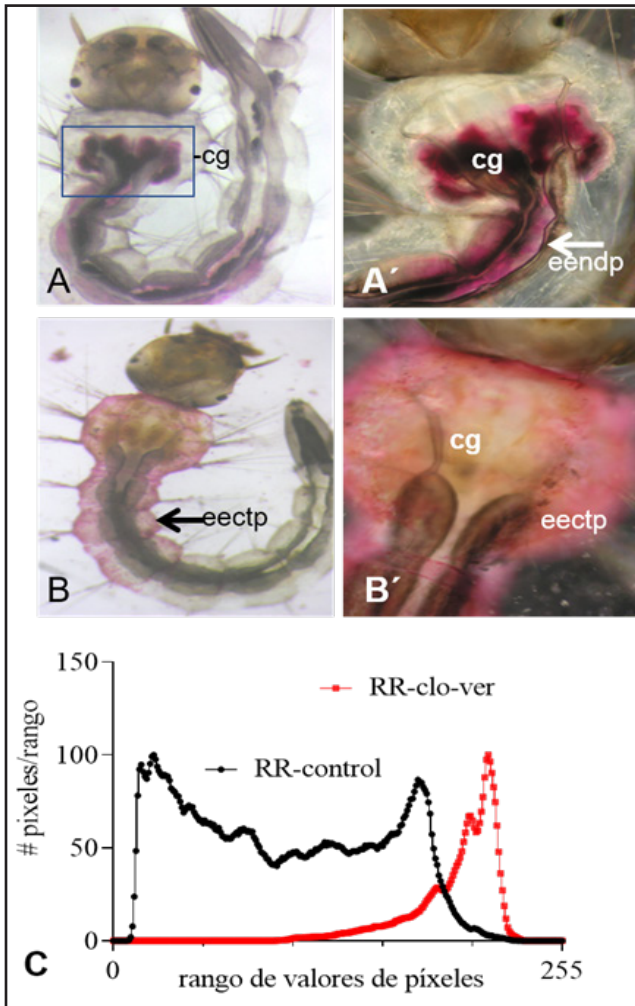 -cg
A
cg
eendp
A´
eectp
B
cg
eectp
B´
150
RR-clo-ver
100
RR-control
50
0
# pixeles/rango
0
255
rango de valores de píxeles
C